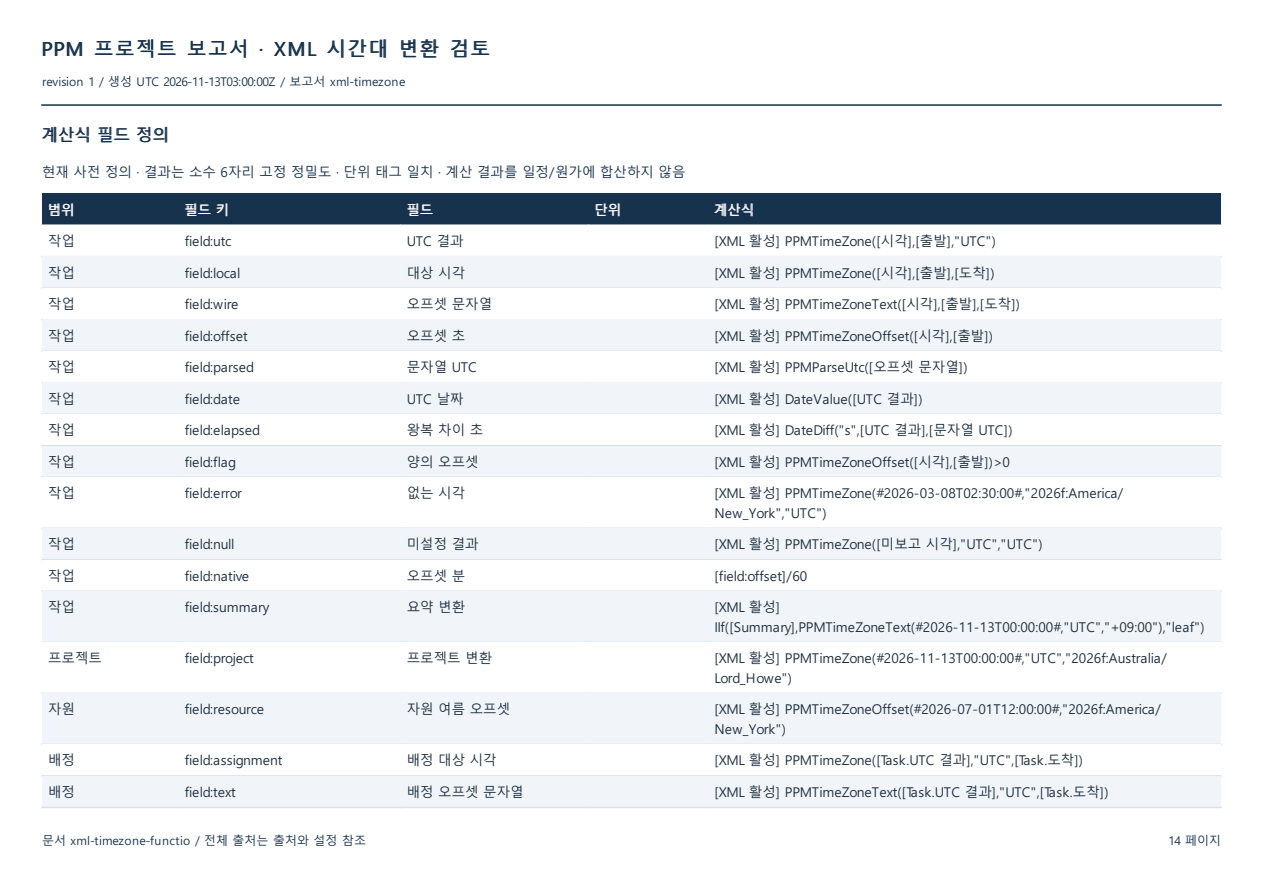 PPM 프로젝트 보고서 · XML 시간대 변환 검토
revision 1 / 생성 UTC 2026-11-13T03:00:00Z / 보고서 xml-timezone
계산식 필드 정의
현재 사전 정의 · 결과는 소수 6자리 고정 정밀도 · 단위 태그 일치 · 계산 결과를 일정/원가에 합산하지 않음
범위 필드 키 필드 단위 계산식
작업 field:utc UTC 결과 [XML 활성] PPMTimeZone([시각],[출발],"UTC")
작업 field:local 대상 시각 [XML 활성] PPMTimeZone([시각],[출발],[도착])
작업 field:wire 오프셋 문자열 [XML 활성] PPMTimeZoneText([시각],[출발],[도착])
작업 field:offset 오프셋 초 [XML 활성] PPMTimeZoneOffset([시각],[출발])
작업 field:parsed 문자열 UTC [XML 활성] PPMParseUtc([오프셋 문자열])
작업 field:date UTC 날짜 [XML 활성] DateValue([UTC 결과])
작업 field:elapsed 왕복 차이 초 [XML 활성] DateDiff("s",[UTC 결과],[문자열 UTC])
작업 field:flag 양의 오프셋 [XML 활성] PPMTimeZoneOffset([시각],[출발])>0
작업 field:error 없는 시각 [XML 활성] PPMTimeZone(#2026-03-08T02:30:00#,"2026f:America/
New_York","UTC")
작업 field:null 미설정 결과 [XML 활성] PPMTimeZone([미보고 시각],"UTC","UTC")
작업 field:native 오프셋 분 [field:offset]/60
작업 field:summary 요약 변환 [XML 활성]
IIf([Summary],PPMTimeZoneText(#2026-11-13T00:00:00#,"UTC","+09:00"),"leaf")
프로젝트 field:project 프로젝트 변환 [XML 활성] PPMTimeZone(#2026-11-13T00:00:00#,"UTC","2026f:Australia/
Lord_Howe")
자원 field:resource 자원 여름 오프셋 [XML 활성] PPMTimeZoneOffset(#2026-07-01T12:00:00#,"2026f:America/
New_York")
배정 field:assignment 배정 대상 시각 [XML 활성] PPMTimeZone([Task.UTC 결과],"UTC",[Task.도착])
배정 field:text 배정 오프셋 문자열 [XML 활성] PPMTimeZoneText([Task.UTC 결과],"UTC",[Task.도착])
문서 xml-timezone-functio / 전체 출처는 출처와 설정 참조
14 페이지